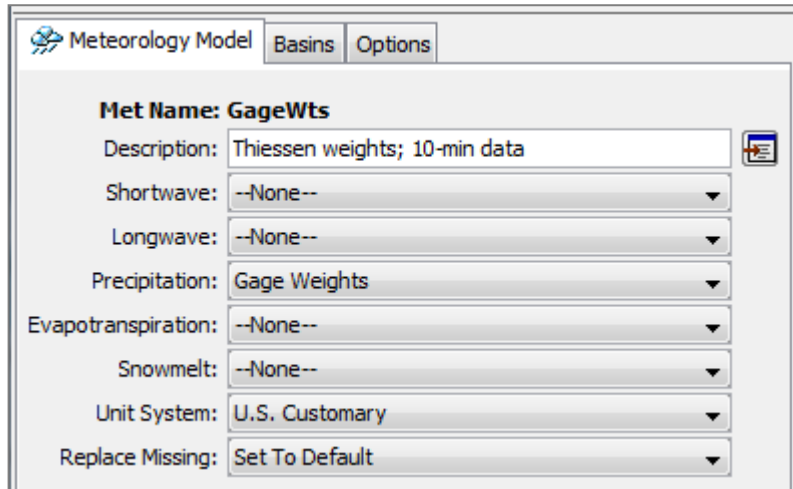 Meteorology Model Basins Options
Met Name: GageWts
Description: Thiessen weights; 10-min data
Shortwave: --None--
Longwave: --None--
Precipitation: Gage Weights
Evapotranspiration: --None--
Snowmelt: --None--
Unit System: U.S. Customary
Replace Missing: Set To Default